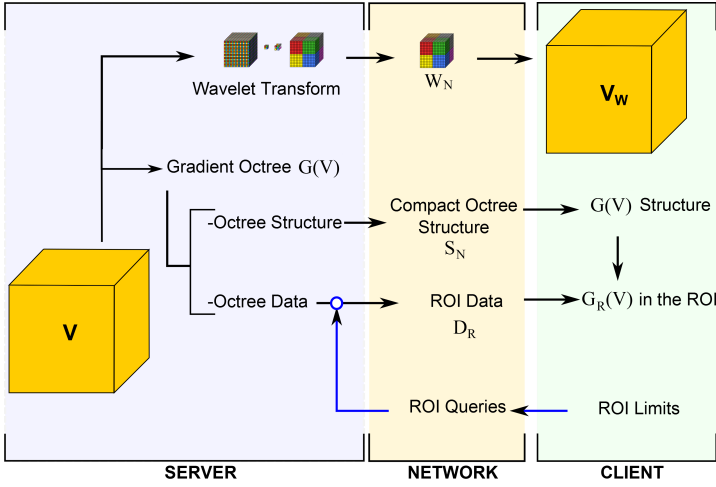 Wavelet Transform
W_N
V_W
Gradient Octree G(V)
-Octree Structure
Compact Octree
Structure
S_N
G(V) Structure
V
-Octree Data
ROI Data
D_R
G_R(V) in the ROI
ROI Queries
ROI Limits
SERVER
NETWORK
CLIENT